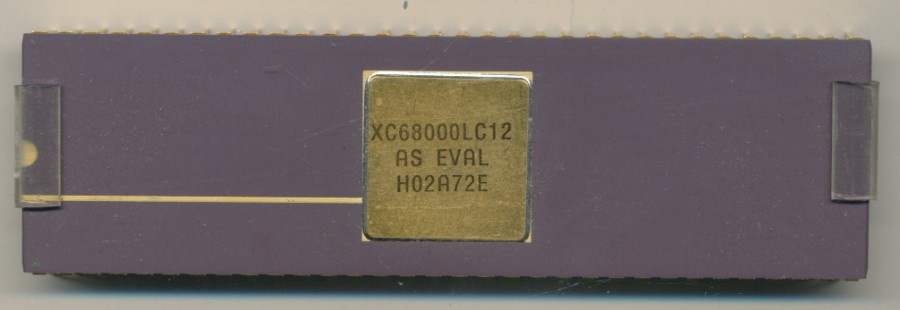 XC68000LC12
AS EVAL
H02A72E